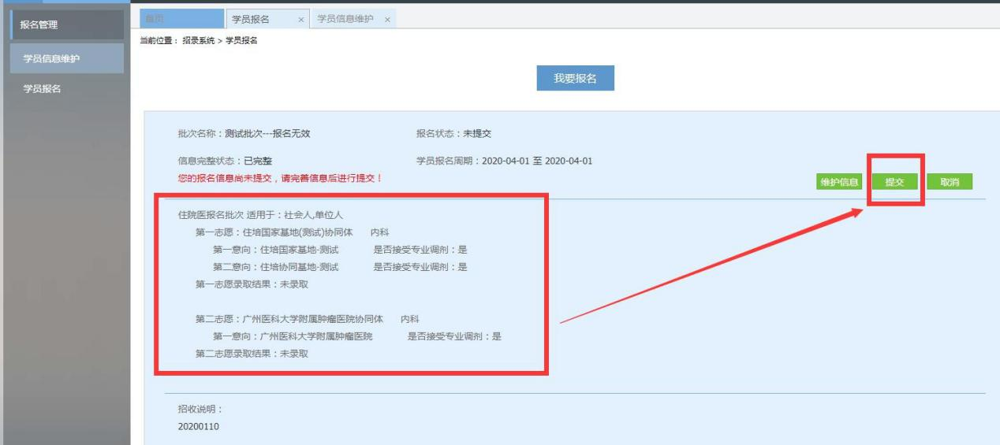 报名管理
学员信息维护
学员报名
首页
学员报名 ×
学员信息维护 ×
当前位置： 招录系统 > 学员报名
我要报名
批次名称：测试批次---报名无效
报名状态：未提交
信息完整状态：已完整
学员报名周期：2020-04-01 至 2020-04-01
您的报名信息尚未提交，请完善信息后进行提交！
维护信息 提交 取消
住院医报名批次 适用于：社会人,单位人
第一志愿：住培国家基地(测试)协同体 内科
第一意向：住培国家基地-测试 是否接受专业调剂：是
第二意向：住培协同基地-测试 是否接受专业调剂：是
第一志愿录取结果：未录取
第二志愿：广州医科大学附属肿瘤医院协同体 内科
第一意向：广州医科大学附属肿瘤医院 是否接受专业调剂：是
第二志愿录取结果：未录取
招收说明：
20200110